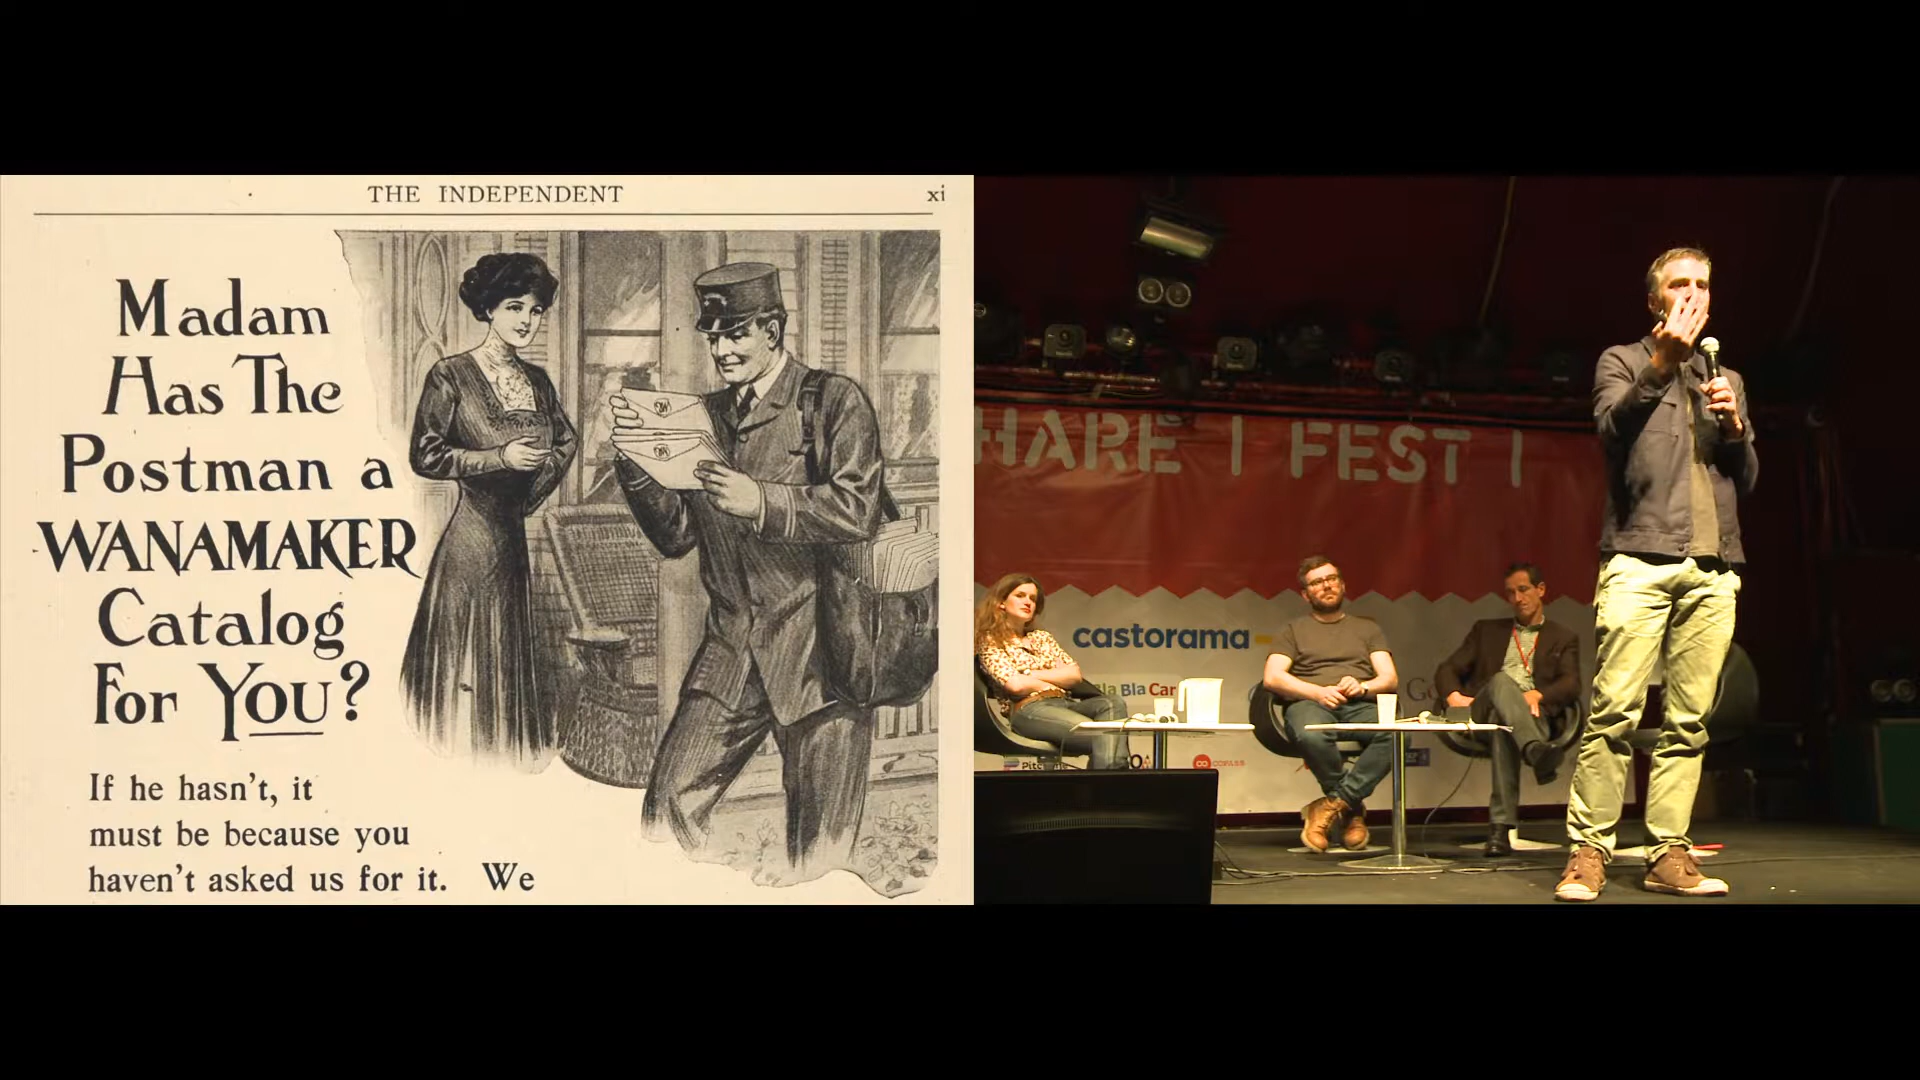 THE INDEPENDENT
xi
Madam
Has The
Postman a
WANAMAKER
Catalog
For YOU?
If he hasn't, it
must be because you
haven't asked us for it. We
HARE | FEST |
castorama
Bla Bla Car